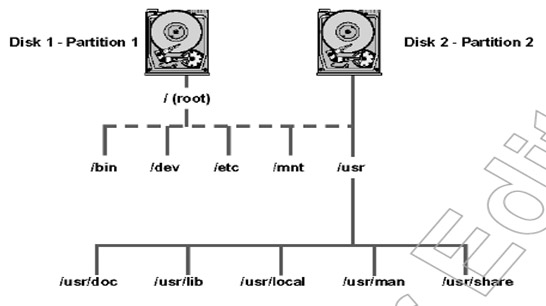 Disk 1 - Partition 1
Disk 2 - Partition 2
/ (root)
/bin
/dev
/etc
/mnt
/usr
/usr/doc
/usr/lib
/usr/local
/usr/man
/usr/share
Edit